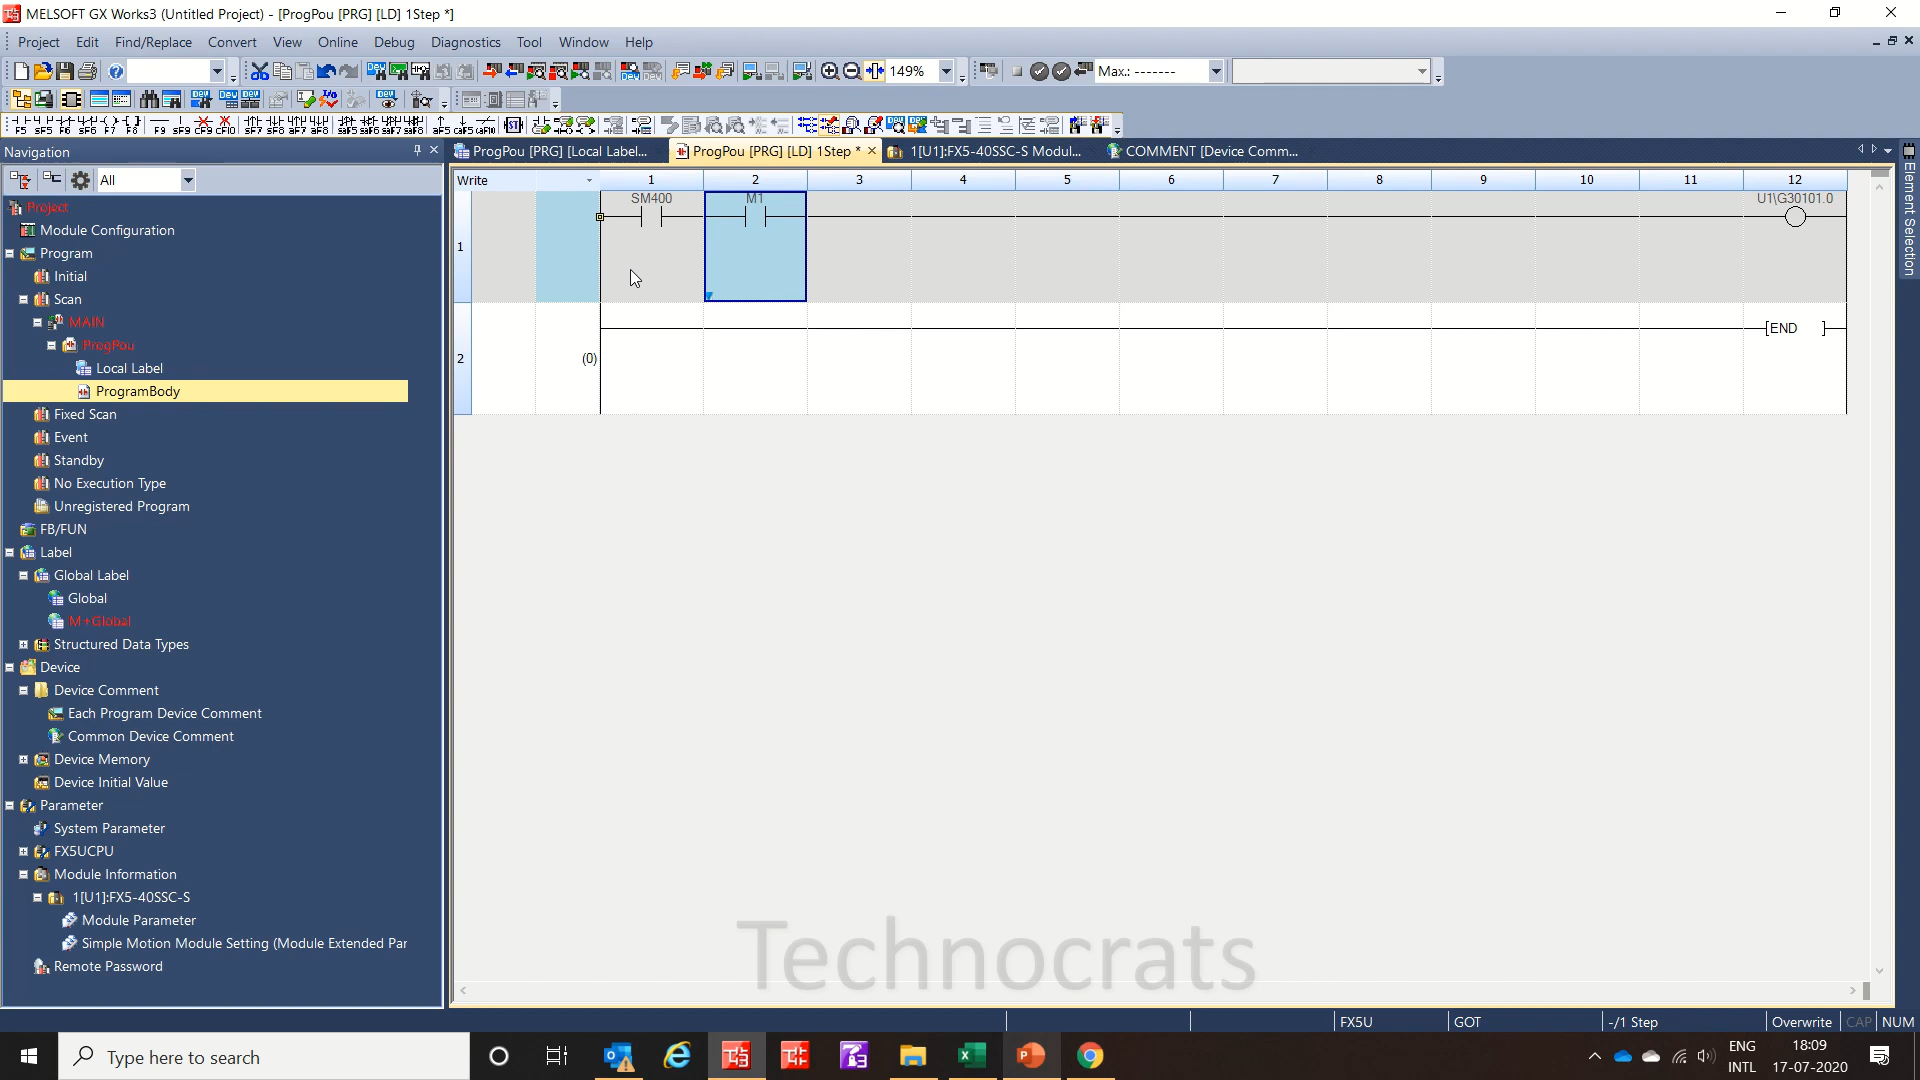 MELSOFT GX Works3 (Untitled Project) - [ProgPou [PRG] [LD] 1Step *]
Project Edit Find/Replace Convert View Online Debug Diagnostics Tool Window Help
149% Max.: -------
Navigation
ProgPou [PRG] [Local Label... ProgPou [PRG] [LD] 1Step * 1[U1]:FX5-40SSC-S Modul... COMMENT [Device Comm...
All
Write 1 2 3 4 5 6 7 8 9 10 11 12
SM400 M1 U1\G30101.0
1
[END ]
2 (0)
Project
Module Configuration
Program
Initial
Scan
MAIN
ProgPou
Local Label
ProgramBody
Fixed Scan
Event
Standby
No Execution Type
Unregistered Program
FB/FUN
Label
Global Label
Global
M+Global
Structured Data Types
Device
Device Comment
Each Program Device Comment
Common Device Comment
Device Memory
Device Initial Value
Parameter
System Parameter
FX5UCPU
Module Information
1[U1]:FX5-40SSC-S
Module Parameter
Simple Motion Module Setting (Module Extended Par
Remote Password
Element Selection
Technocrats
FX5U GOT -/1 Step Overwrite CAP NUM
Type here to search
ENG
INTL
18:09
17-07-2020